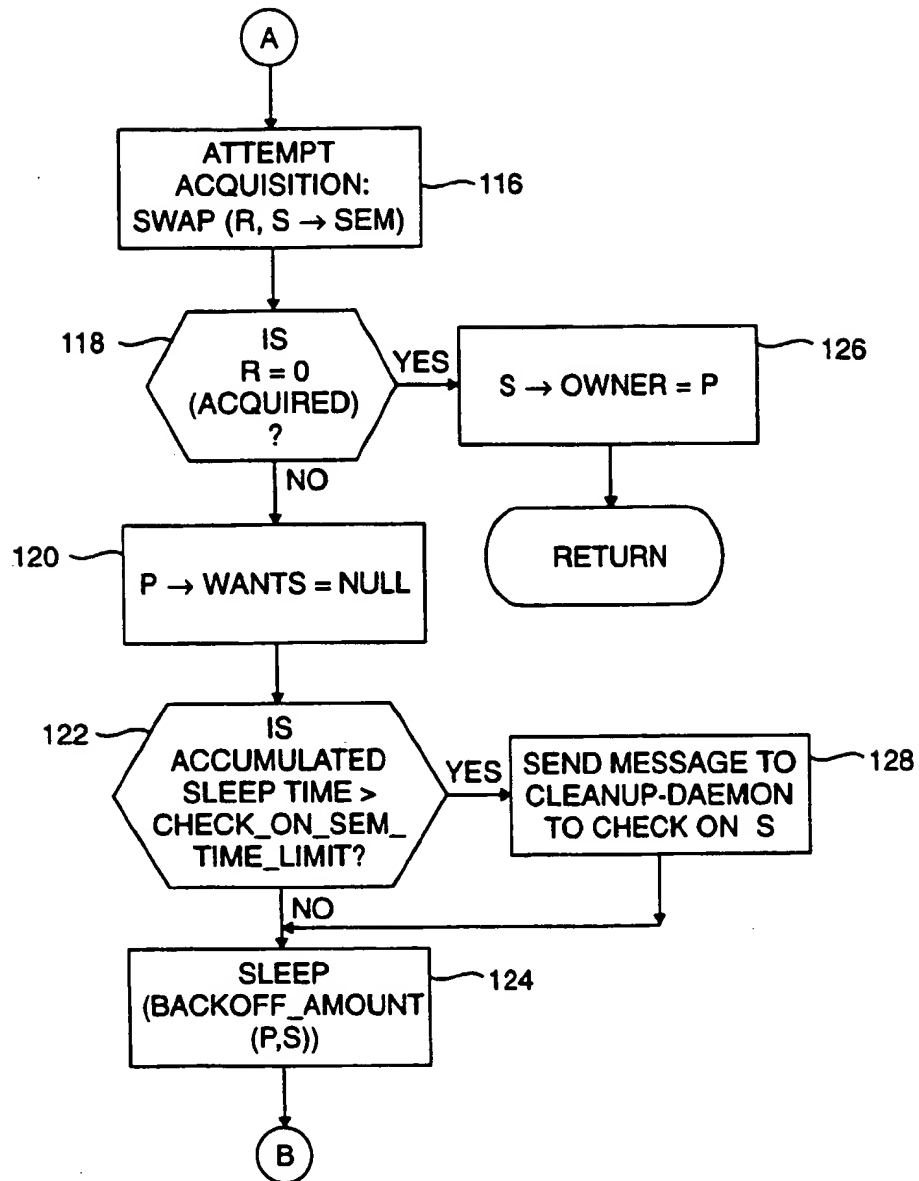 A
ATTEMPT
ACQUISITION:
SWAP (R, S → SEM)
116
118
IS
R = 0
(ACQUIRED)
?
YES
126
S → OWNER = P
NO
RETURN
120
P → WANTS = NULL
122
IS
ACCUMULATED
SLEEP TIME >
CHECK_ON_SEM_
TIME_LIMIT?
YES
SEND MESSAGE TO
CLEANUP-DAEMON
TO CHECK ON S
128
NO
SLEEP
(BACKOFF_AMOUNT
(P,S))
124
B